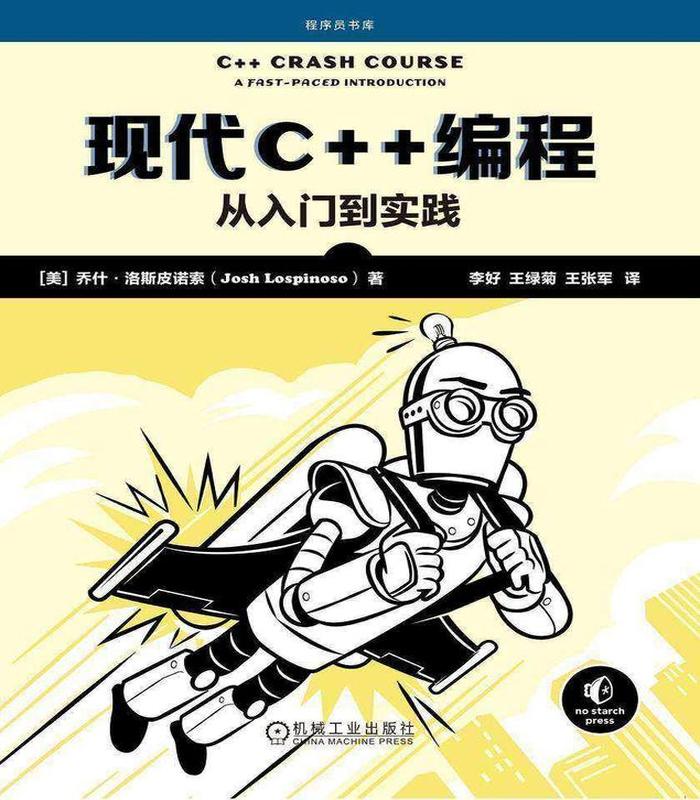 程序员书库
C++ CRASH COURSE
A FAST-PACED INTRODUCTION
现代C++编程
从入门到实践
[美] 乔什·洛斯皮诺索(Josh Lospinoso)著 李好 王绿菊 王张军 译
no starch
press
机械工业出版社
CHINA MACHINE PRESS